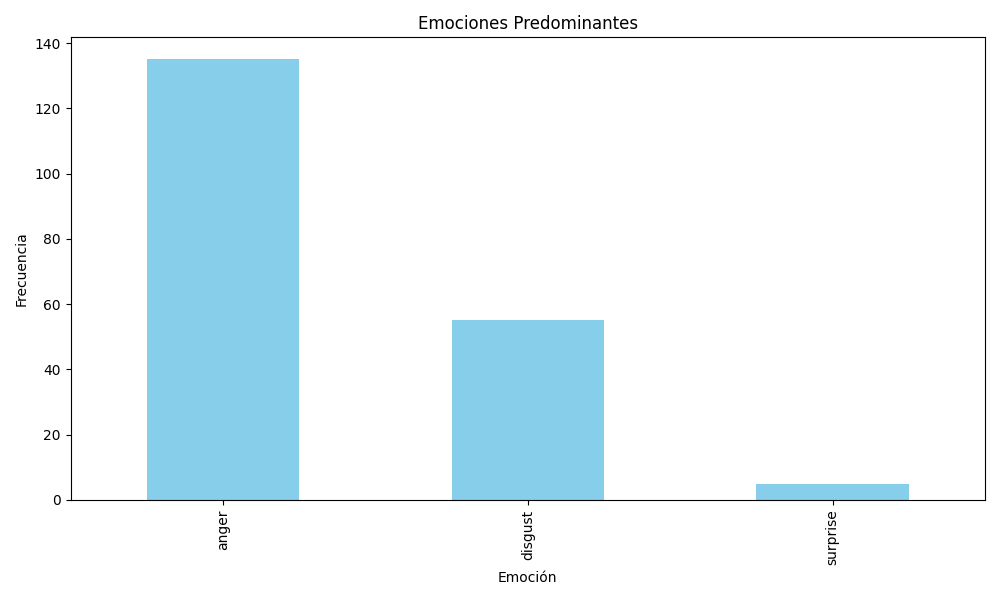 Emociones Predominantes
140
120
100
80
60
40
20
0
Frecuencia
anger
disgust
surprise
Emoción